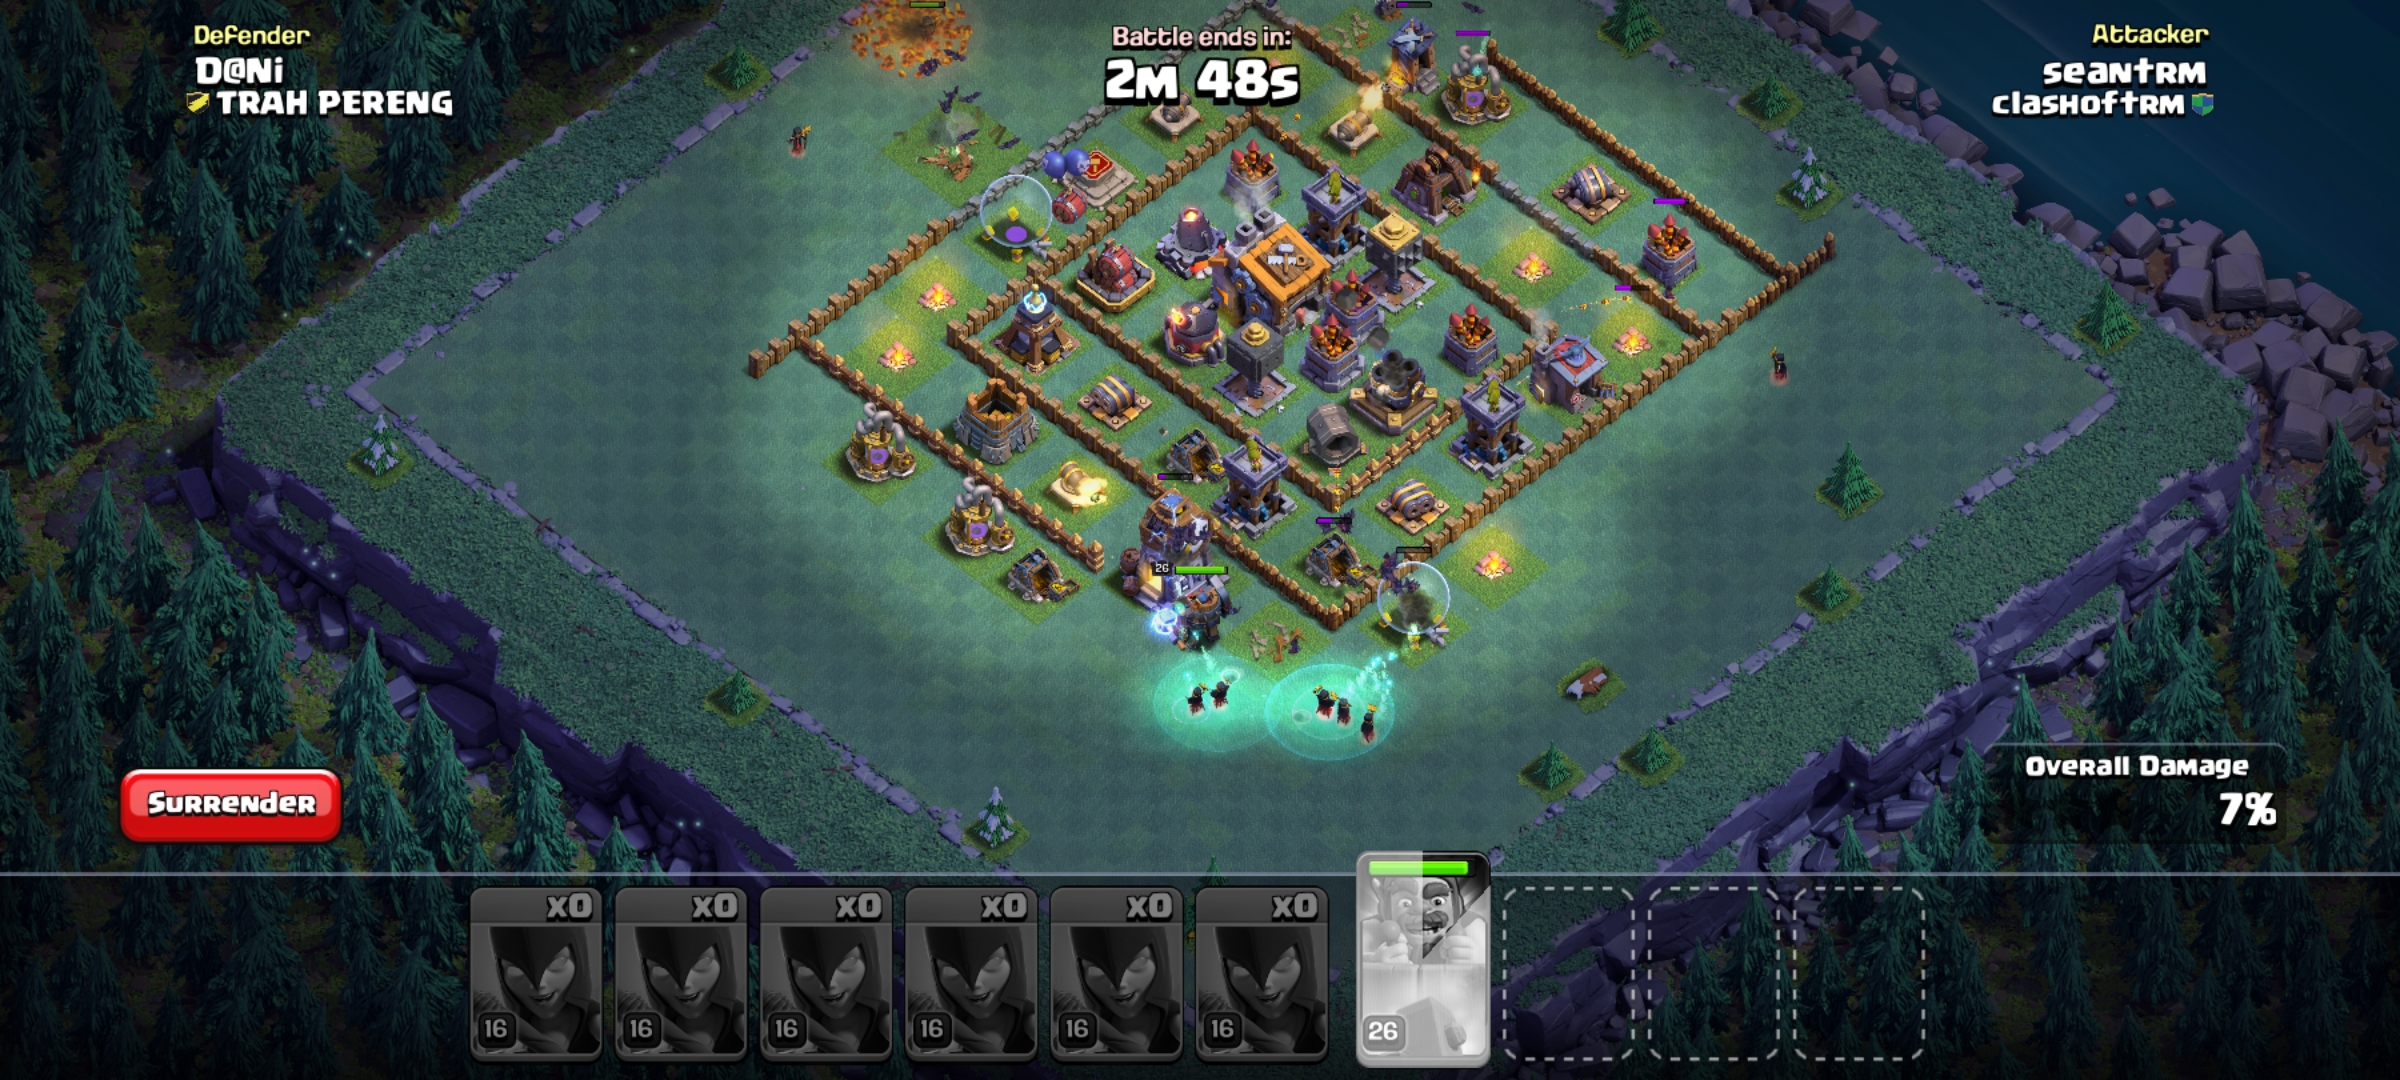 Defender
D@Ni
TRAH PERENG
Battle ends in:
2M 48s
Attacker
seantRM
clashoftRM
26
Surrender
Overall Damage
7%
x0
x0
x0
x0
x0
x0
16
16
16
16
16
16
26